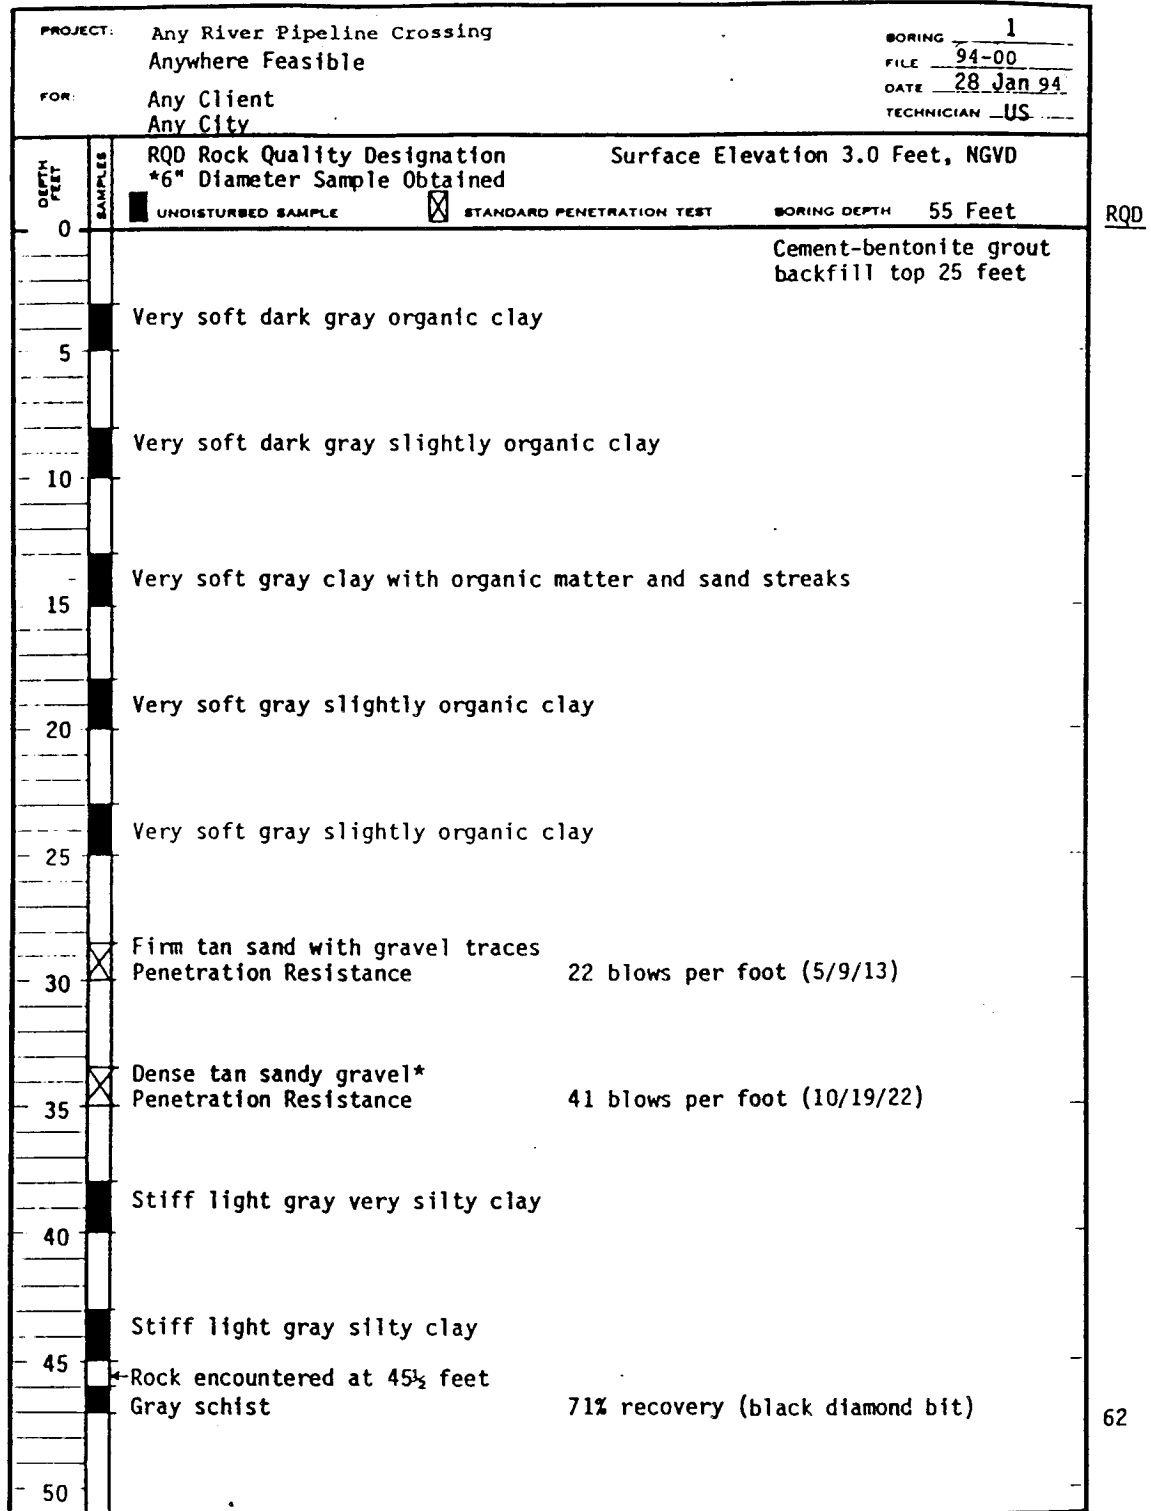 PROJECT: Any River Pipeline Crossing
Anywhere Feasible
FOR: Any Client
Any City
BORING 1
FILE 94-00
DATE 28 Jan 94
TECHNICIAN US
DEPTH FEET
SAMPLES
RQD Rock Quality Designation Surface Elevation 3.0 Feet, NGVD
*6" Diameter Sample Obtained
UNDISTURBED SAMPLE STANDARD PENETRATION TEST BORING DEPTH 55 Feet
RQD
0
Cement-bentonite grout
backfill top 25 feet
Very soft dark gray organic clay
5
Very soft dark gray slightly organic clay
10
Very soft gray clay with organic matter and sand streaks
15
Very soft gray slightly organic clay
20
Very soft gray slightly organic clay
25
Firm tan sand with gravel traces
Penetration Resistance 22 blows per foot (5/9/13)
30
Dense tan sandy gravel*
Penetration Resistance 41 blows per foot (10/19/22)
35
Stiff light gray very silty clay
40
Stiff light gray silty clay
45
Rock encountered at 45½ feet
Gray schist 71% recovery (black diamond bit) 62
50